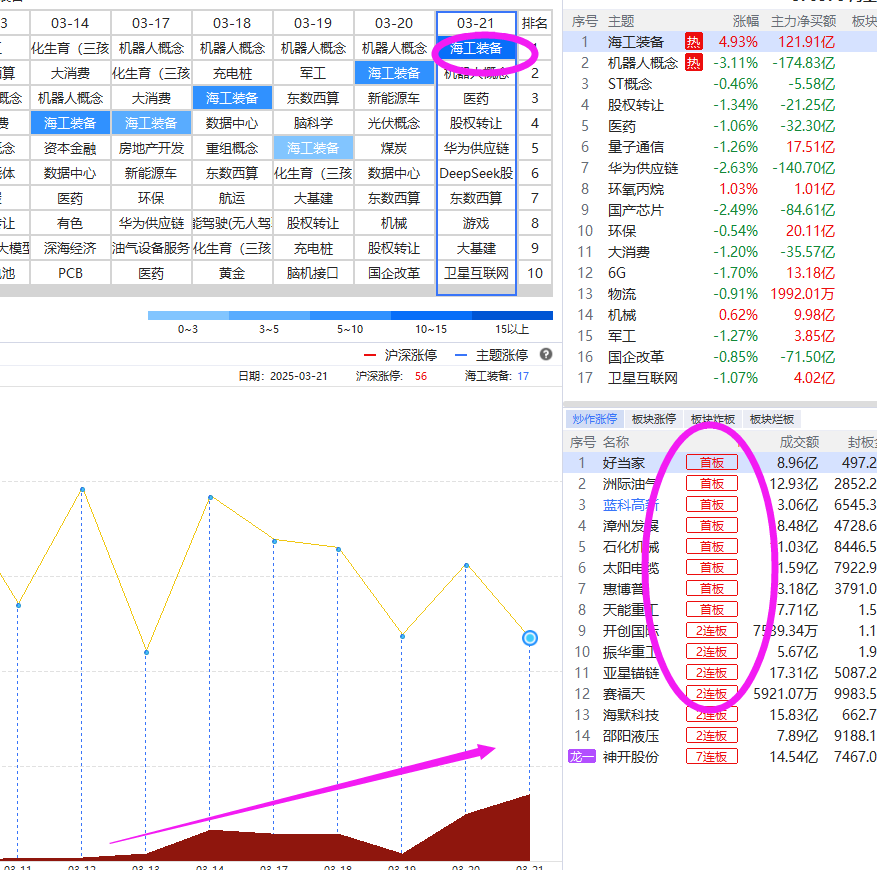 3 03-14 03-17 03-18 03-19 03-20 03-21 排名
化生育（三孩 机器人概念 机器人概念 机器人概念 机器人概念 海工装备
算 大消费 化生育（三孩 充电桩 军工 海工装备 机器人概念 2
概念 机器人概念 大消费 海工装备 东数西算 新能源车 医药 3
费 海工装备 海工装备 数据中心 脑科学 光伏概念 股权转让 4
念 资本金融 房地产开发 重组概念 海工装备 煤炭 华为供应链 5
体 数据中心 新能源车 东数西算 化生育（三孩 数据中心 DeepSeek股 6
医药 环保 航运 大基建 东数西算 东数西算 7
让 有色 华为供应链 能驾驶(无人驾 股权转让 机械 游戏 8
大模型 深海经济 油气设备服务 化生育（三孩 充电桩 股权转让 大基建 9
池 PCB 医药 黄金 脑机接口 国企改革 卫星互联网 10
0~3 3~5 5~10 10~15 15以上
沪深涨停 主题涨停 ?
日期: 2025-03-21 沪深涨停: 56 海工装备: 17
03-11 03-12 03-13 03-14 03-17 03-18 03-19 03-20 03-21
序号 主题 涨幅 主力净买额 板块
1 海工装备 热 4.93% 121.91亿
2 机器人概念 热 -3.11% -174.83亿
3 ST概念 -0.46% -5.58亿
4 股权转让 -1.34% -21.25亿
5 医药 -1.06% -32.30亿
6 量子通信 -1.26% 17.51亿
7 华为供应链 -2.63% -140.70亿
8 环氧丙烷 1.03% 1.01亿
9 国产芯片 -2.49% -84.61亿
10 环保 -0.54% 20.11亿
11 大消费 -1.20% -35.57亿
12 6G -1.70% 13.18亿
13 物流 -0.91% 1992.01万
14 机械 0.62% 9.98亿
15 军工 -1.27% 3.85亿
16 国企改革 -0.85% -71.50亿
17 卫星互联网 -1.07% 4.02亿
炒作涨停 板块涨停 板块炸板 板块烂板
序号 名称 成交额 封板金
1 好当家 首板 8.96亿 497.2
2 洲际油气 首板 12.93亿 2852.2
3 蓝科高新 首板 3.06亿 6545.3
4 漳州发展 首板 8.48亿 4728.6
5 石化机械 首板 1.03亿 8446.5
6 太阳电缆 首板 1.59亿 7922.9
7 惠博普 首板 3.18亿 3791.0
8 天能重工 首板 7.71亿 1.5
9 开创国际 2连板 7589.34万 1.1
10 振华重工 2连板 5.67亿 1.9
11 亚星锚链 2连板 17.31亿 5087.2
12 赛福天 2连板 5921.07万 9983.5
13 海默科技 2连板 15.83亿 662.7
14 邵阳液压 2连板 7.89亿 9188.1
龙一 神开股份 7连板 14.54亿 7467.0